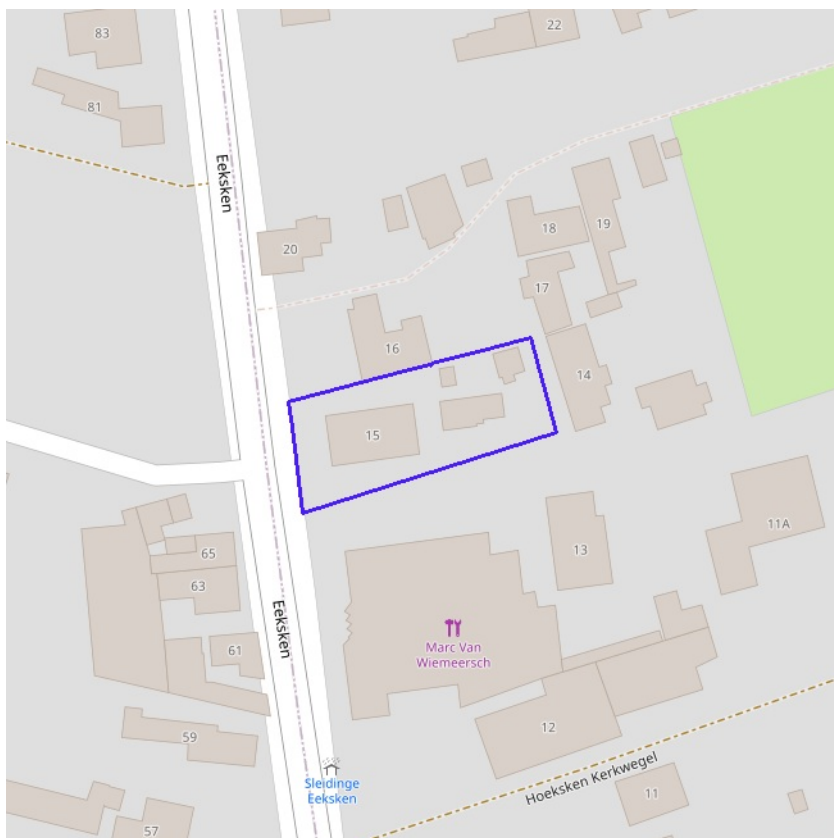 83
22
81
Eeksken
20
18
19
17
16
14
15
11A
13
65
63
61
Marc Van
Wiemeersch
Eeksken
59
12
Sleidinge
Eeksken
Hoeksken Kerkwegel
11
57